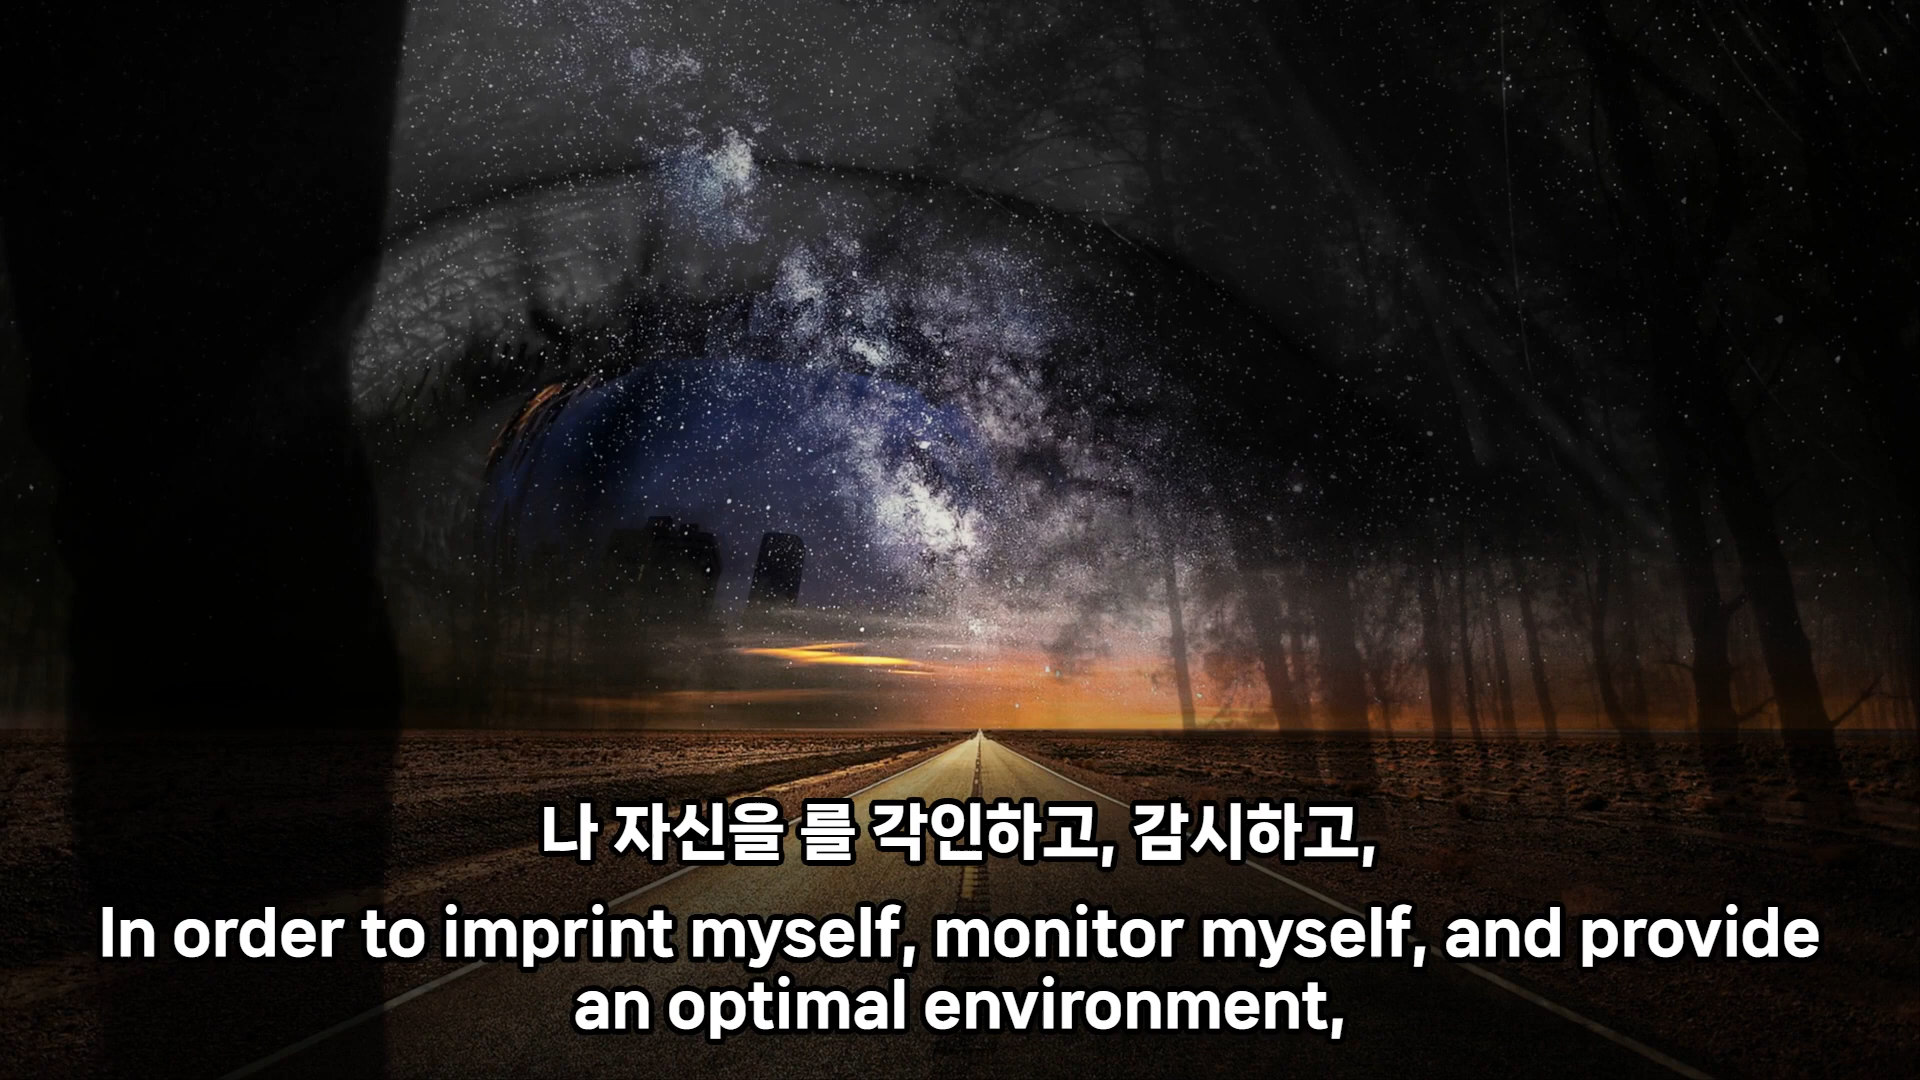 나 자신을 를 각인하고, 감시하고,
In order to imprint myself, monitor myself, and provide
an optimal environment,